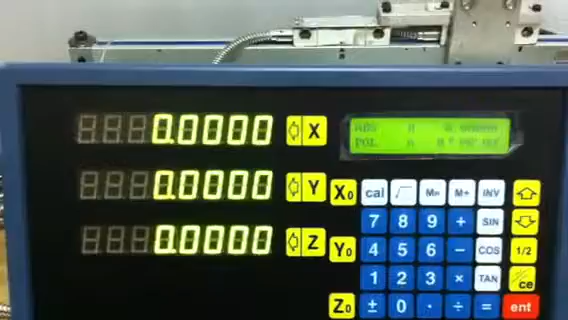 0.0000 X
0.0000 Y
0.0000 Z
ABS
POL
X0 cal √ M+ INV
7 8 9 + SIN
Y0 4 5 6 − COS 1/2
1 2 3 × TAN ce
Z0 ± 0 · ÷ = ent